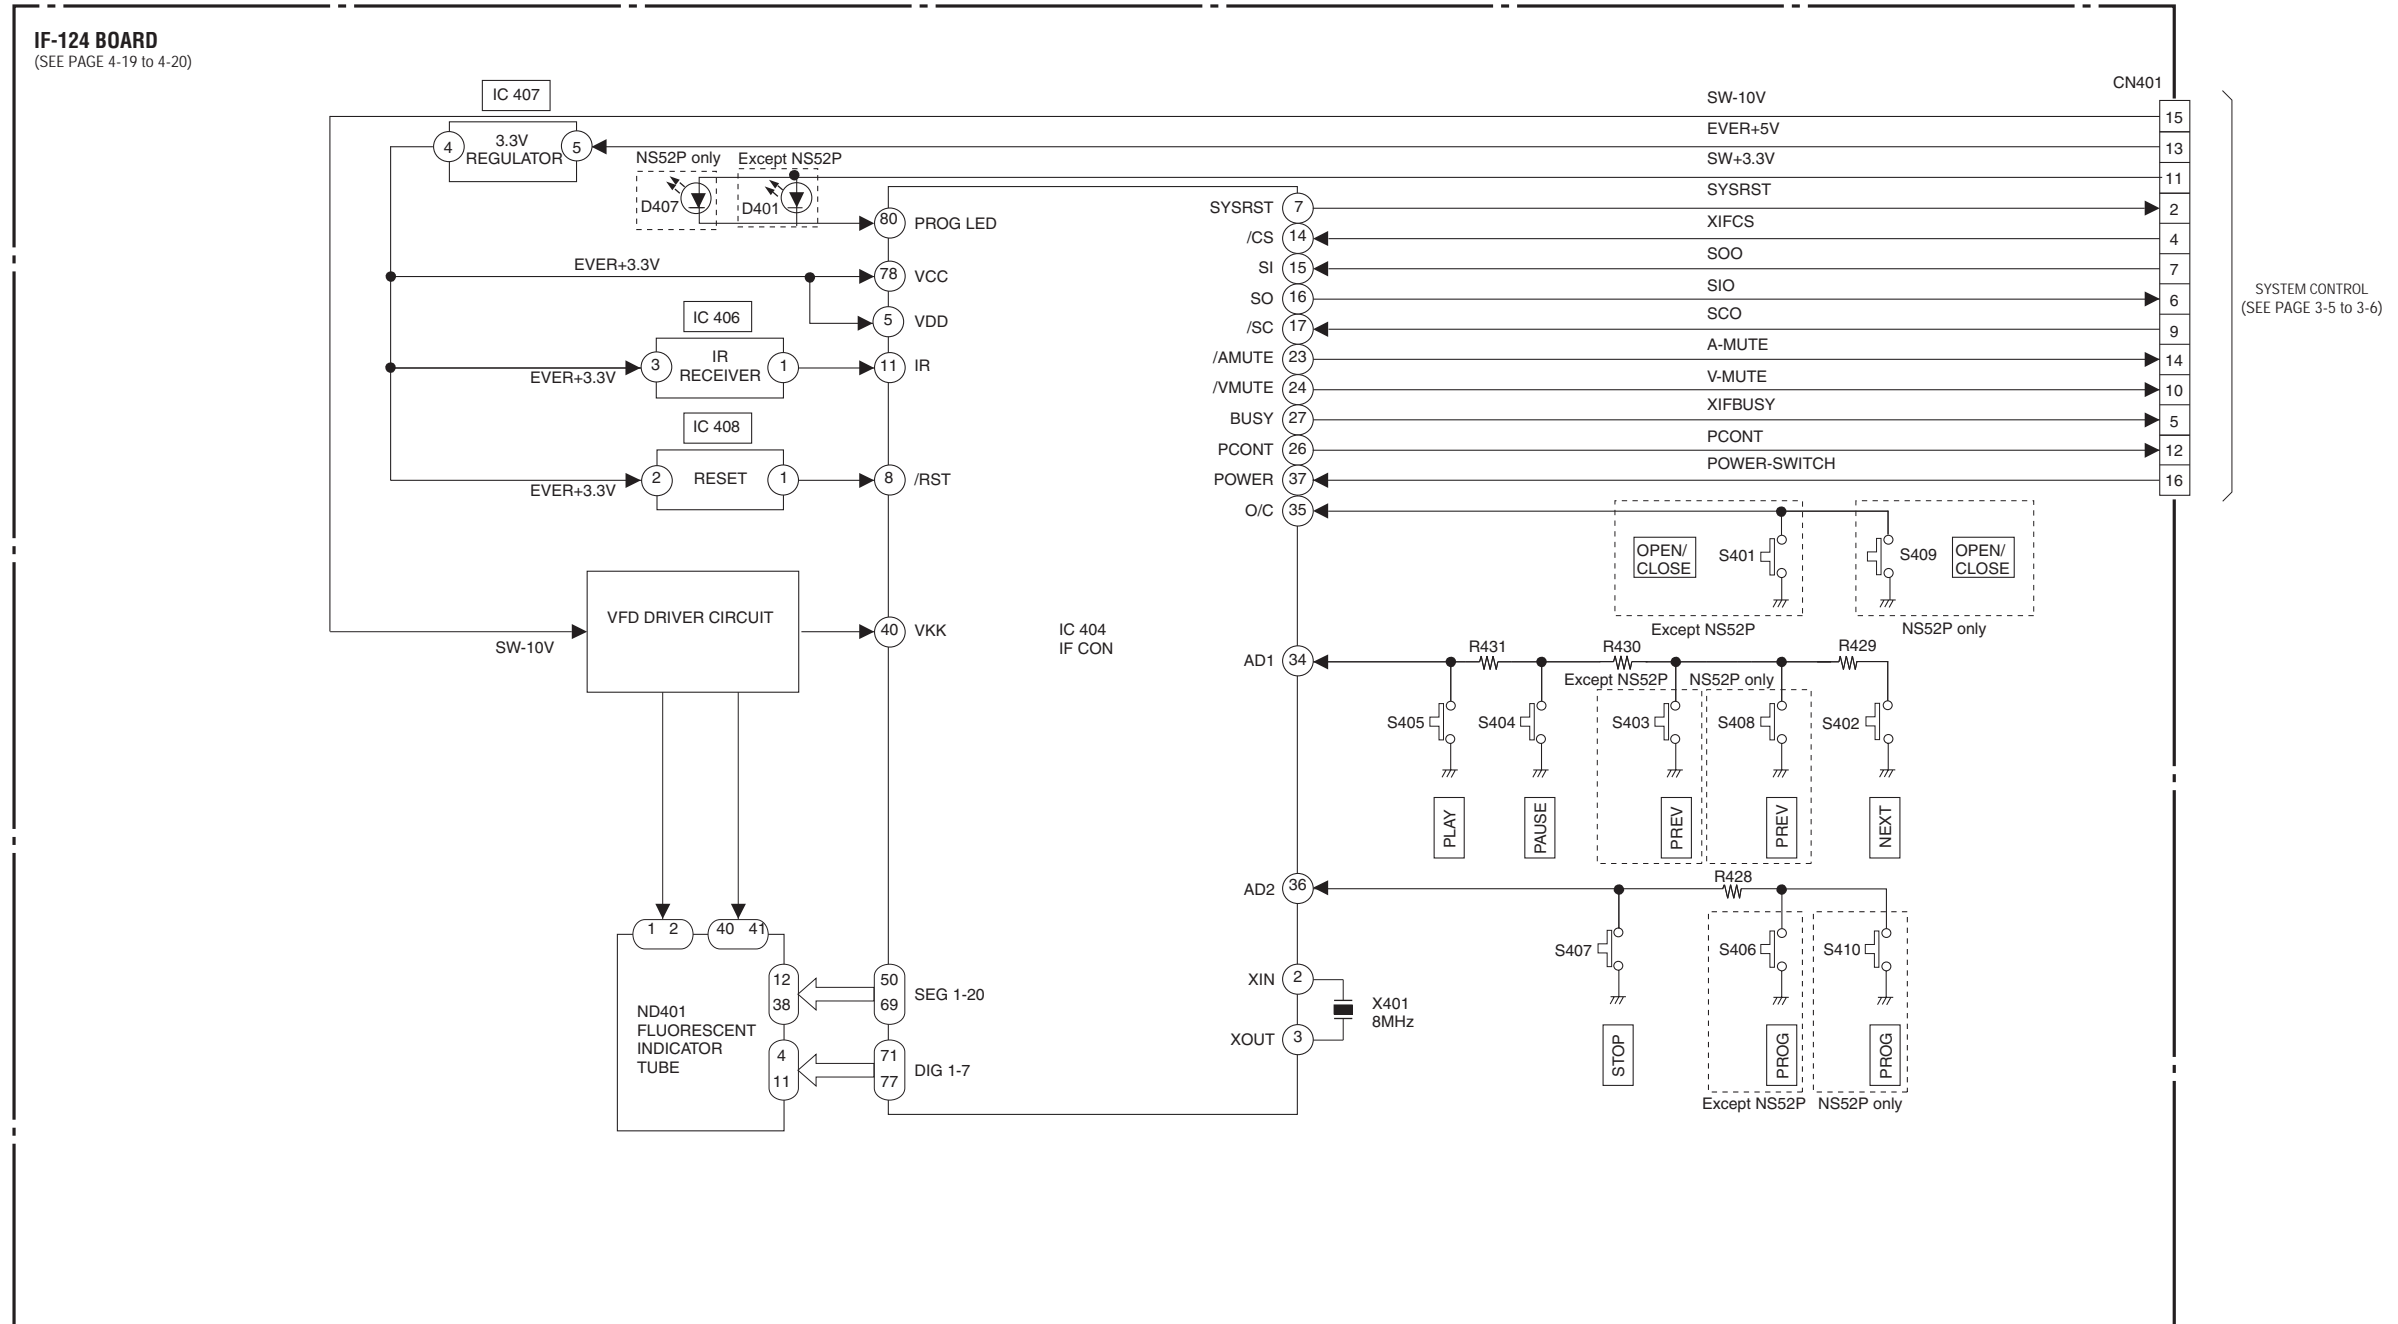 IF-124 BOARD
(SEE PAGE 4-19 to 4-20)
IC 407
3.3V
REGULATOR
4
5
NS52P only
Except NS52P
D407
D401
80
PROG LED
EVER+3.3V
78
VCC
5
VDD
IC 406
IR
RECEIVER
3
1
EVER+3.3V
11
IR
IC 408
RESET
2
1
EVER+3.3V
8
/RST
VFD DRIVER CIRCUIT
SW-10V
40
VKK
IC 404
IF CON
1 2
40 41
12
38
4
11
ND401
FLUORESCENT
INDICATOR
TUBE
50
69
SEG 1-20
71
77
DIG 1-7
CN401
SW-10V
15
EVER+5V
13
SW+3.3V
11
SYSRST
7
SYSRST
2
/CS
14
XIFCS
4
SI
15
SOO
7
SO
16
SIO
6
/SC
17
SCO
9
/AMUTE
23
A-MUTE
14
/VMUTE
24
V-MUTE
10
BUSY
27
XIFBUSY
5
PCONT
26
PCONT
12
POWER
37
POWER-SWITCH
16
SYSTEM CONTROL
(SEE PAGE 3-5 to 3-6)
O/C
35
OPEN/
CLOSE
S401
S409
OPEN/
CLOSE
Except NS52P
NS52P only
AD1
34
R431
R430
R429
Except NS52P
NS52P only
S405
S404
S403
S408
S402
PLAY
PAUSE
PREV
PREV
NEXT
AD2
36
R428
S407
S406
S410
STOP
PROG
PROG
Except NS52P
NS52P only
XIN
2
X401
8MHz
XOUT
3